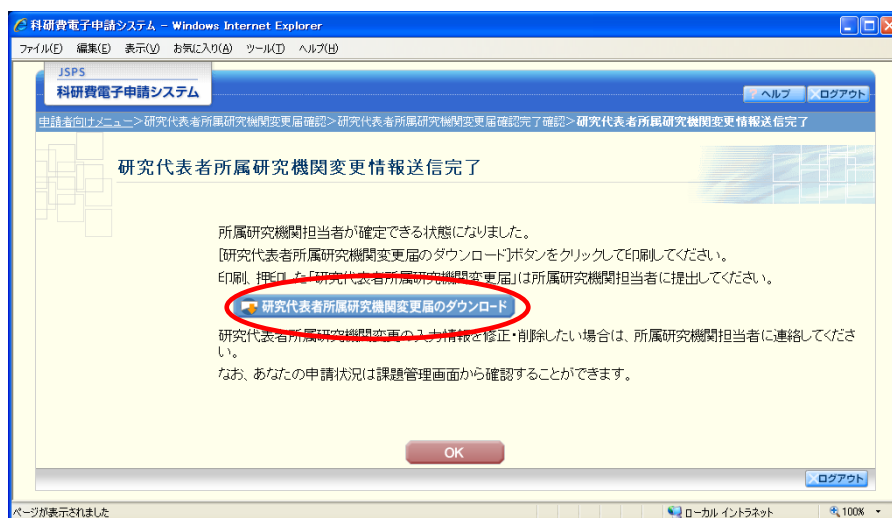 科研費電子申請システム - Windows Internet Explorer
ファイル(F) 編集(E) 表示(V) お気に入り(A) ツール(T) ヘルプ(H)
JSPS
科研費電子申請システム
ヘルプ ログアウト
申請者向けメニュー>研究代表者所属研究機関変更届確認>研究代表者所属研究機関変更届確認完了確認>研究代表者所属研究機関変更情報送信完了
研究代表者所属研究機関変更情報送信完了
所属研究機関担当者が確定できる状態になりました。
[研究代表者所属研究機関変更届のダウンロード]ボタンをクリックして印刷してください。
印刷、押印した「研究代表者所属研究機関変更届」は所属研究機関担当者に提出してください。
研究代表者所属研究機関変更届のダウンロード
研究代表者所属研究機関変更の入力情報を修正・削除したい場合は、所属研究機関担当者に連絡してくださ
い。
なお、あなたの申請状況は課題管理画面から確認することができます。
OK
ログアウト
ページが表示されました ローカル イントラネット 100%